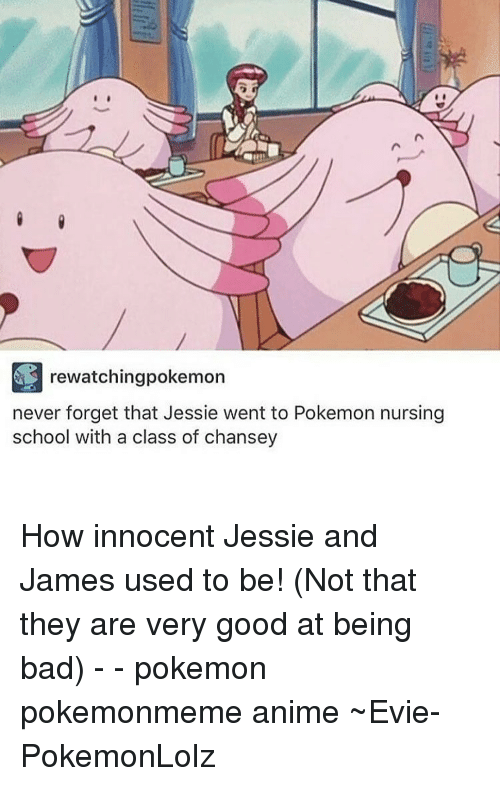 rewatchingpokemon
never forget that Jessie went to Pokemon nursing
school with a class of chansey
How innocent Jessie and
James used to be! (Not that
they are very good at being
bad) - - pokemon
pokemonmeme anime ~Evie-
PokemonLolz